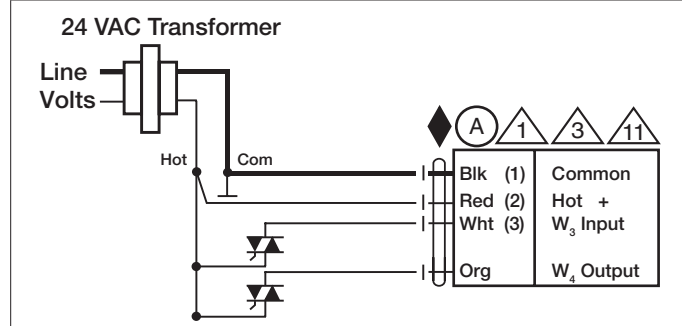 24 VAC Transformer
Line
Volts
Hot
Com
A 1 3 11
Blk (1) Common
Red (2) Hot +
Wht (3) W₃ Input
Org W₄ Output